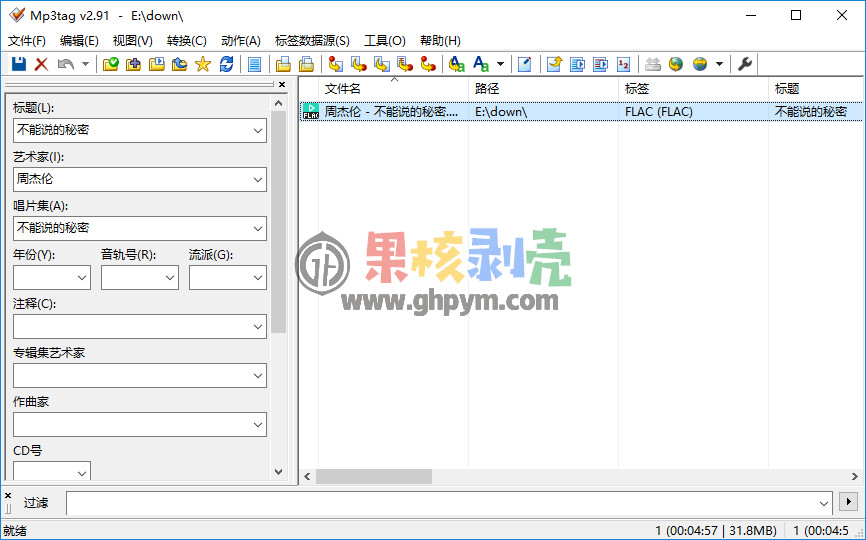 Mp3tag v2.91 - E:\down\
文件(F) 编辑(E) 视图(V) 转换(C) 动作(A) 标签数据源(S) 工具(O) 帮助(H)
文件名 路径 标签 标题
周杰伦 - 不能说的秘密.... E:\down\ FLAC (FLAC) 不能说的秘密
FLAC
标题(L):
不能说的秘密
艺术家(I):
周杰伦
唱片集(A):
不能说的秘密
年份(Y): 音轨号(R): 流派(G):
注释(C):
专辑集艺术家
作曲家
CD号
果核剥壳
www.ghpym.com
过滤
就绪 1 (00:04:57 | 31.8MB) 1 (00:04:5